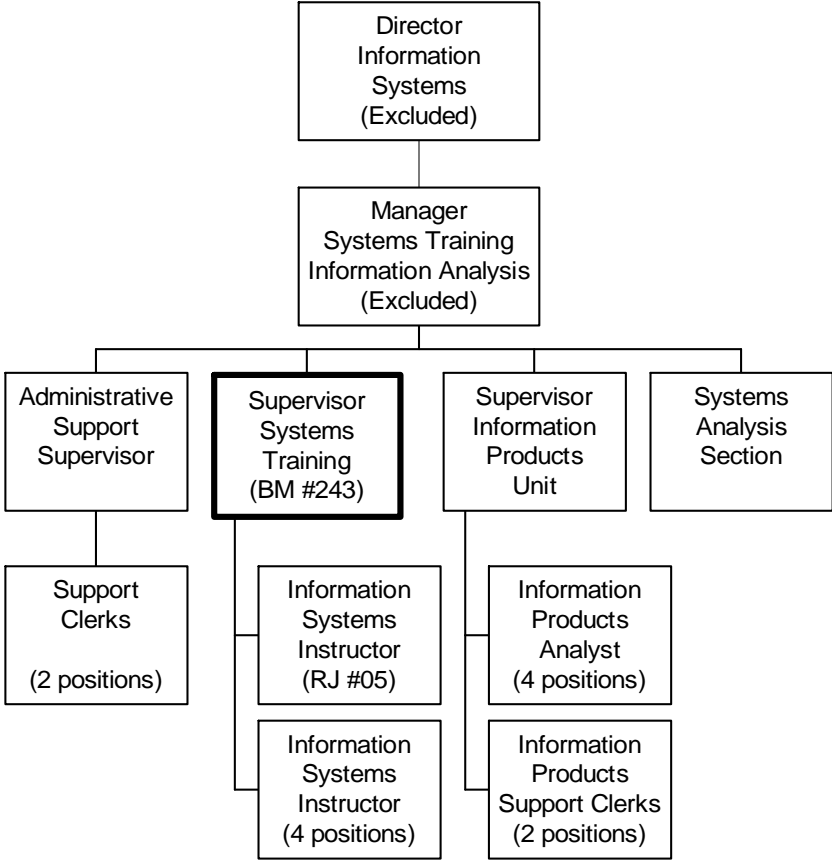 Director
Information
Systems
(Excluded)
Manager
Systems Training
Information Analysis
(Excluded)
Administrative
Support
Supervisor
Supervisor
Systems
Training
(BM #243)
Supervisor
Information
Products
Unit
Systems
Analysis
Section
Support
Clerks
(2 positions)
Information
Systems
Instructor
(RJ #05)
Information
Products
Analyst
(4 positions)
Information
Systems
Instructor
(4 positions)
Information
Products
Support Clerks
(2 positions)